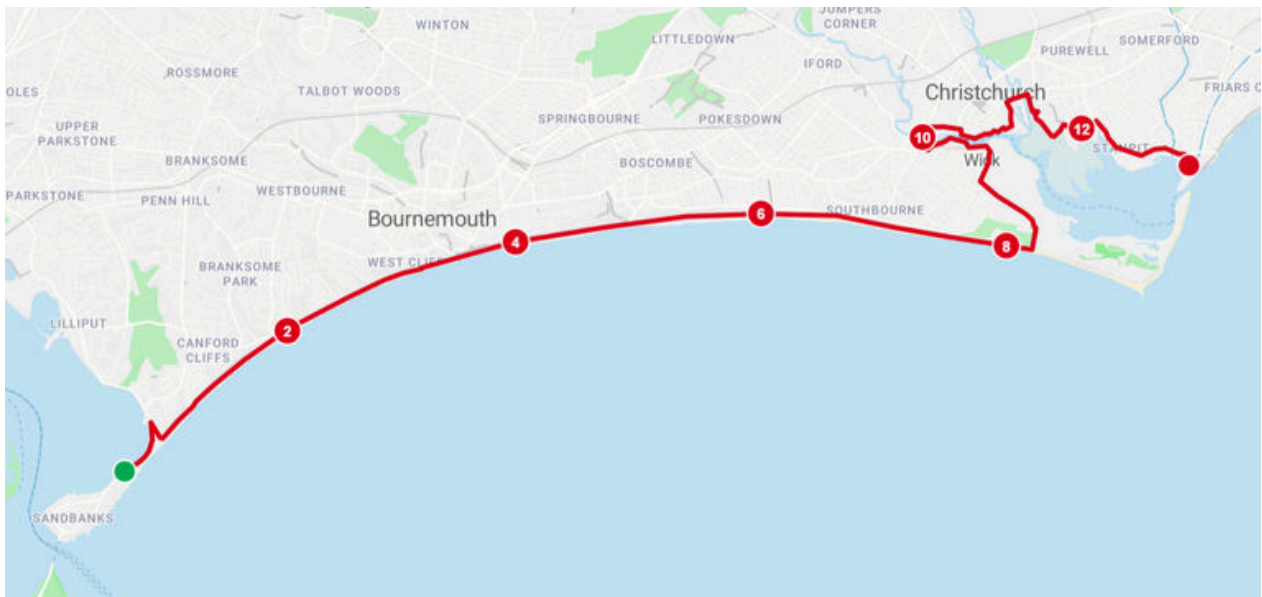 JUMPERS
CORNER
WINTON
LITTLEDOWN
PUREWELL
SOMERFORD
IFORD
ROSSMORE
TALBOT WOODS
Christchurch
FRIARS C
OLES
UPPER
PARKSTONE
SPRINGBOURNE
POKESDOWN
10
12
STANPIT
BRANKSOME
BOSCOMBE
Wick
PARKSTONE
PENN HILL
WESTBOURNE
Bournemouth
6
SOUTHBOURNE
4
8
WEST CLIFF
BRANKSOME
PARK
LILLIPUT
2
CANFORD
CLIFFS
SANDBANKS